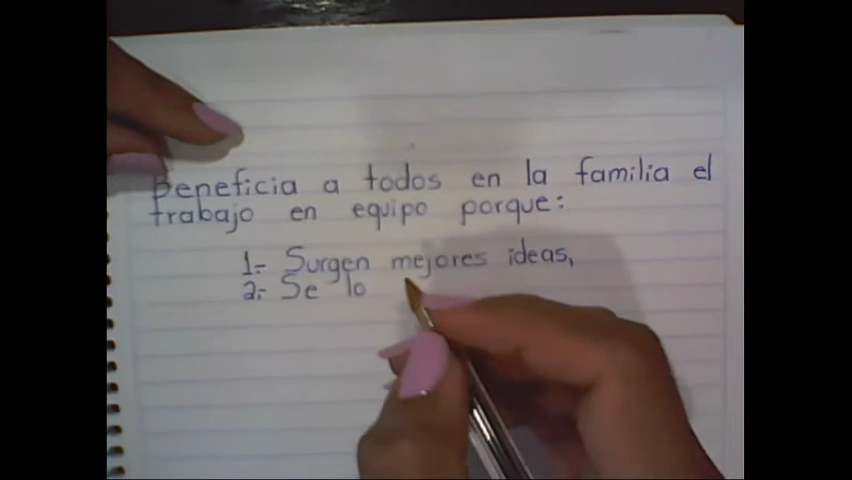 Beneficia a todos en la familia el
trabajo en equipo porque:
1.- Surgen mejores ideas,
2.- Se lo